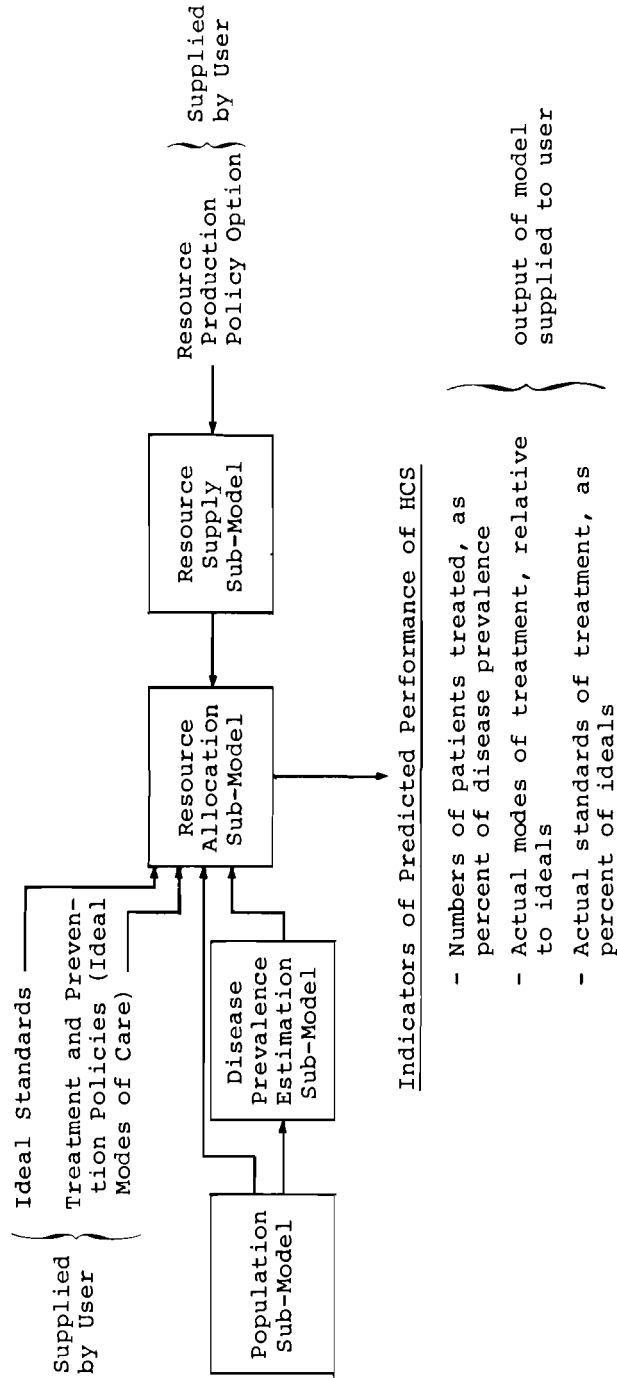 Supplied
by User
Ideal Standards
Treatment and Preven-
tion Policies (Ideal
Modes of Care)
Population
Sub-Model
Disease
Prevalence
Estimation
Sub-Model
Resource
Allocation
Sub-Model
Resource
Supply
Sub-Model
Resource
Production
Policy Option
Supplied
by User
Indicators of Predicted Performance of HCS
- Numbers of patients treated, as
percent of disease prevalence
- Actual modes of treatment, relative
to ideals
- Actual standards of treatment, as
percent of ideals
output of model
supplied to user